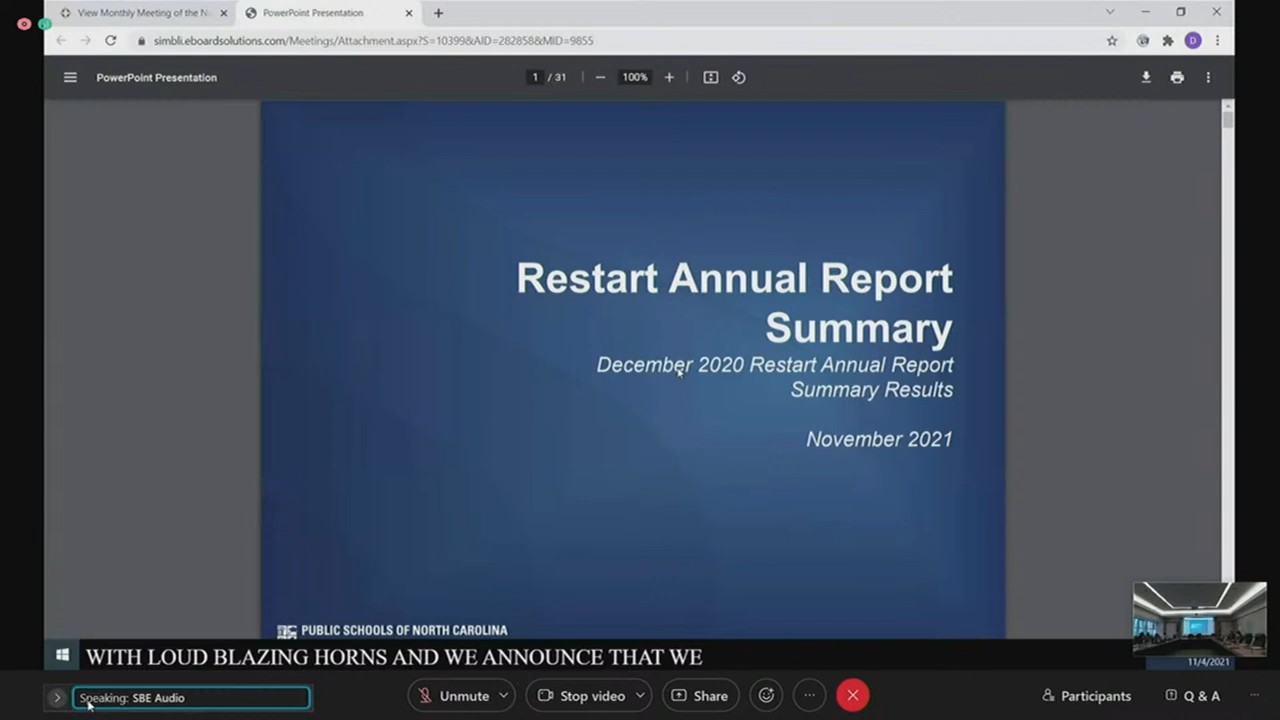 View Monthly Meeting of the N
PowerPoint Presentation
simbli.eboardsolutions.com/Meetings/Attachment.aspx?S=10399&AID=282858&MID=9855
D
PowerPoint Presentation
1 / 31
100%
Restart Annual Report
Summary
December 2020 Restart Annual Report
Summary Results
November 2021
PUBLIC SCHOOLS OF NORTH CAROLINA
WITH LOUD BLAZING HORNS AND WE ANNOUNCE THAT WE
11/4/2021
Speaking: SBE Audio
Unmute
Stop video
Share
Participants
Q & A